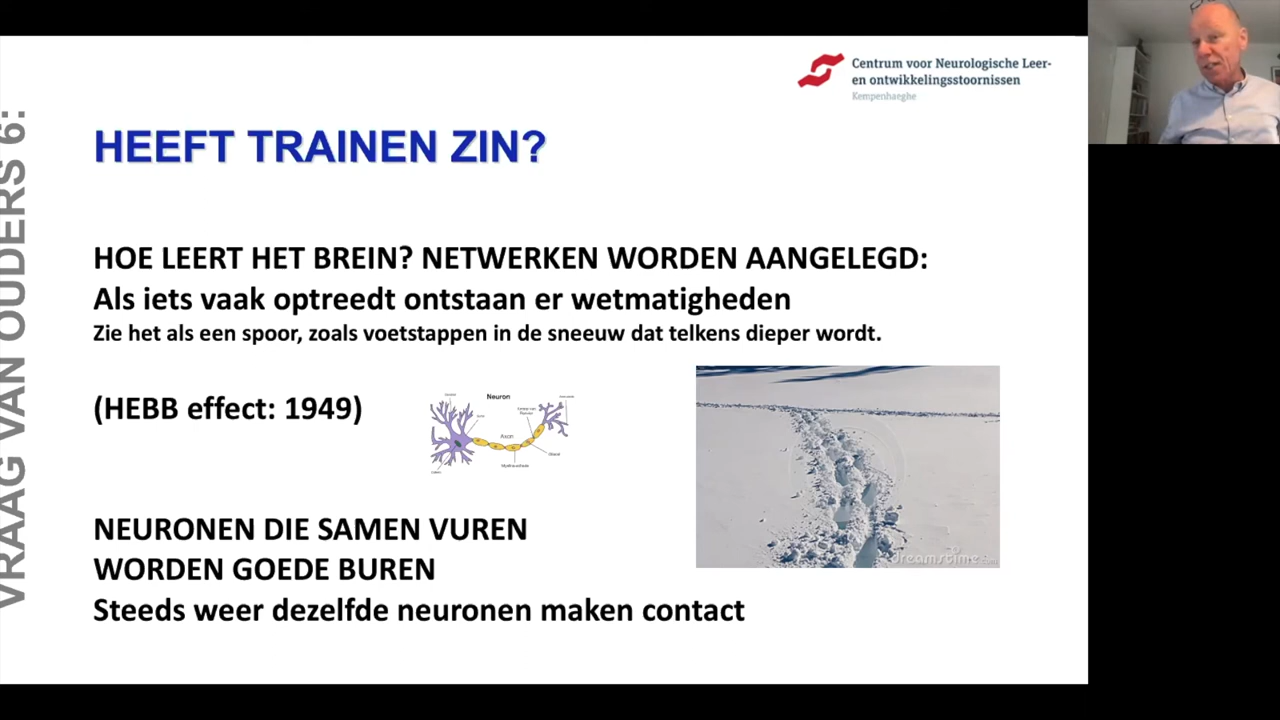 Centrum voor Neurologische Leer-
en ontwikkelingsstoornissen
Kempenhaeghe
VRAAG VAN OUDERS 6:
HEEFT TRAINEN ZIN?
HOE LEERT HET BREIN? NETWERKEN WORDEN AANGELEGD:
Als iets vaak optreedt ontstaan er wetmatigheden
Zie het als een spoor, zoals voetstappen in de sneeuw dat telkens dieper wordt.
(HEBB effect: 1949)
Neuron
Axon
dreamstime.com
NEURONEN DIE SAMEN VUREN
WORDEN GOEDE BUREN
Steeds weer dezelfde neuronen maken contact